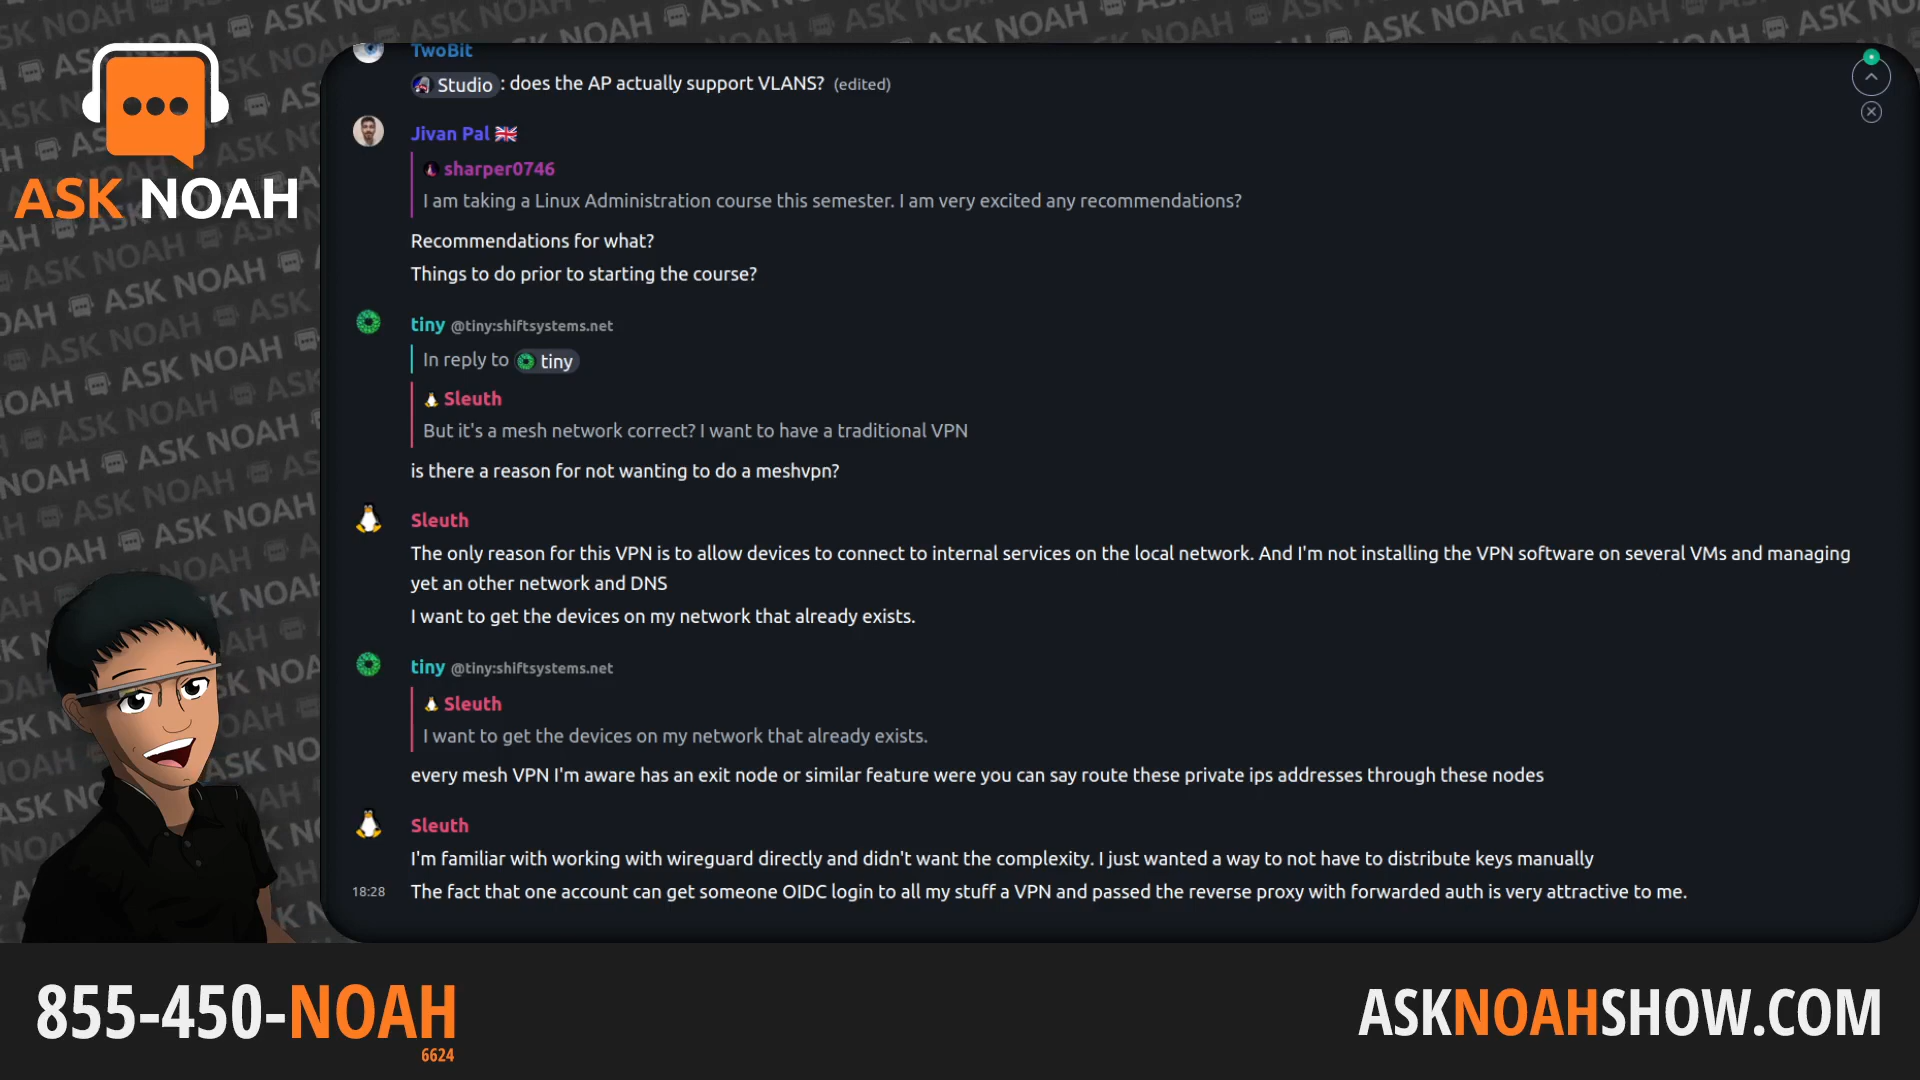 ASK NOAH
TwoBit
Studio : does the AP actually support VLANS? (edited)
Jivan Pal 🇬🇧
sharper0746
I am taking a Linux Administration course this semester. I am very excited any recommendations?
Recommendations for what?
Things to do prior to starting the course?
tiny @tiny:shiftsystems.net
In reply to tiny
Sleuth
But it's a mesh network correct? I want to have a traditional VPN
is there a reason for not wanting to do a meshvpn?
Sleuth
The only reason for this VPN is to allow devices to connect to internal services on the local network. And I'm not installing the VPN software on several VMs and managing
yet an other network and DNS
I want to get the devices on my network that already exists.
tiny @tiny:shiftsystems.net
Sleuth
I want to get the devices on my network that already exists.
every mesh VPN I'm aware has an exit node or similar feature were you can say route these private ips addresses through these nodes
Sleuth
I'm familiar with working with wireguard directly and didn't want the complexity. I just wanted a way to not have to distribute keys manually
18:28 The fact that one account can get someone OIDC login to all my stuff a VPN and passed the reverse proxy with forwarded auth is very attractive to me.
855-450-NOAH
6624
ASKNOAHSHOW.COM